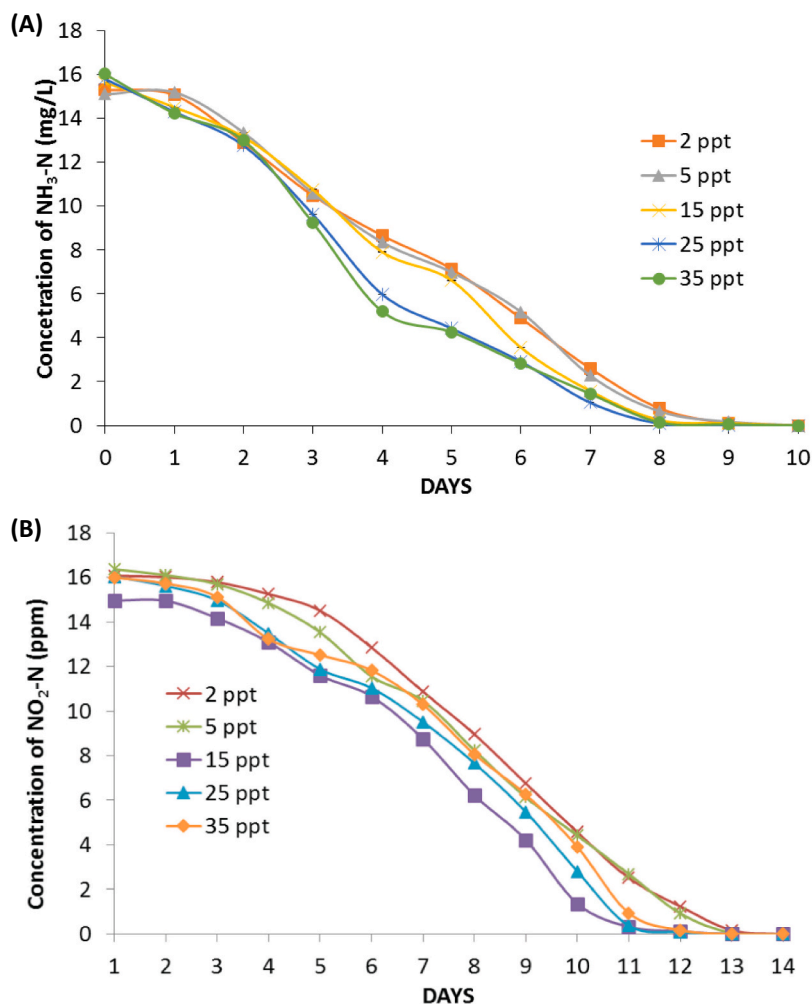 (A)
Concetration of NH₃-N (mg/L)
18
16
14
12
10
8
6
4
2
0
2 ppt
5 ppt
15 ppt
25 ppt
35 ppt
0 1 2 3 4 5 6 7 8 9 10
DAYS
(B)
Concentration of NO₂-N (ppm)
18
16
14
12
10
8
6
4
2
0
2 ppt
5 ppt
15 ppt
25 ppt
35 ppt
1 2 3 4 5 6 7 8 9 10 11 12 13 14
DAYS